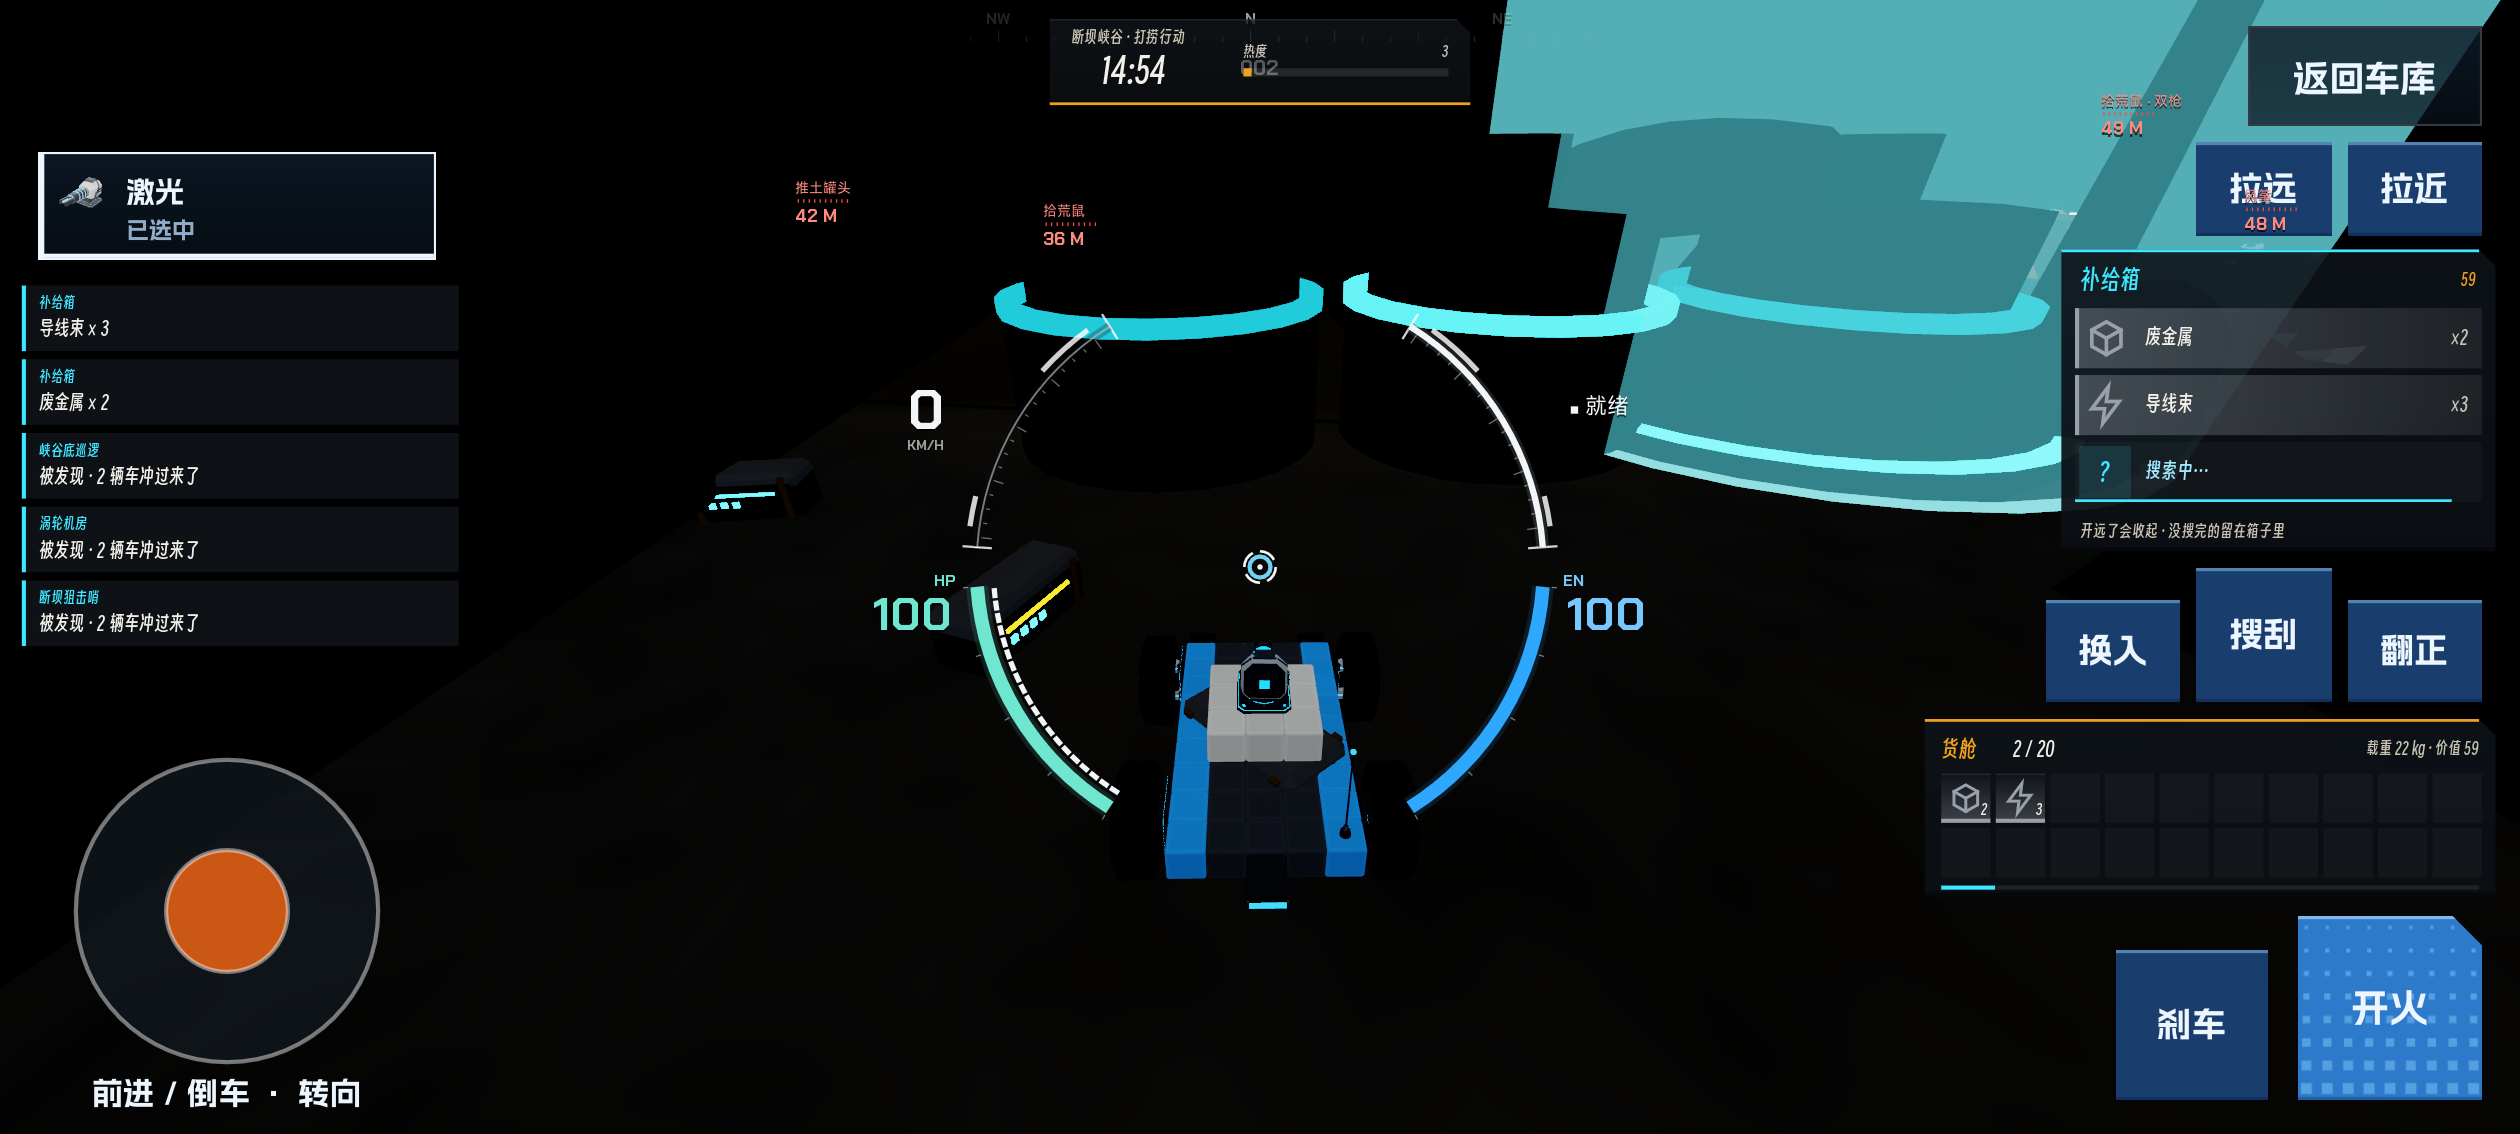 NW
N
NE
断坝峡谷·打捞行动
14:54
热度
3
002
返回车库
拾荒鼠·双枪
49 M
激光
已选中
推土罐头
42 M
拾荒鼠
36 M
拉远
48 M
拉近
补给箱
导线束 x 3
补给箱
废金属 x 2
峡谷底巡逻
被发现·2 辆车冲过来了
涡轮机房
被发现·2 辆车冲过来了
断坝狙击哨
被发现·2 辆车冲过来了
0
KM/H
就绪
补给箱
59
废金属
x2
导线束
x3
?
搜索中···
开远了会收起·没搜完的留在箱子里
HP
100
EN
100
换入
搜刮
翻正
货舱
2 / 20
载重 22 kg·价值 59
2
3
刹车
开火
前进 / 倒车 · 转向